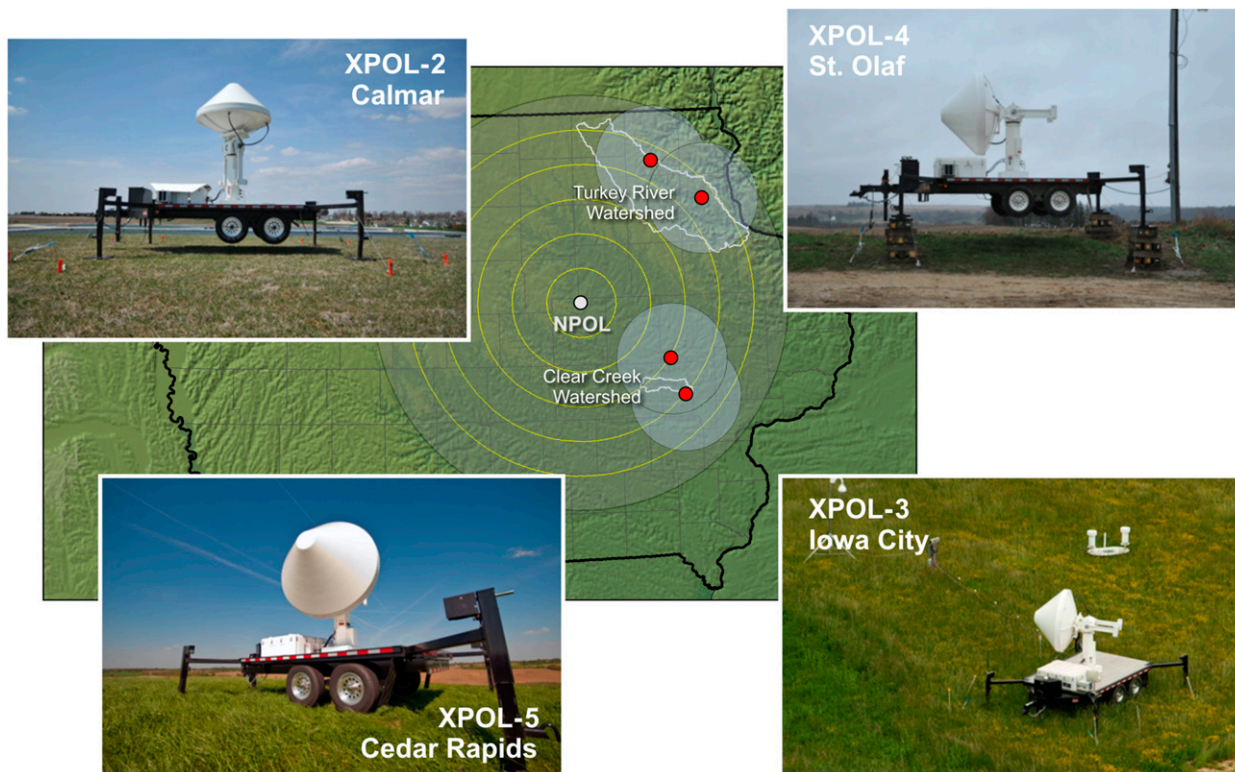 XPOL-2
Calmar
XPOL-4
St. Olaf
Turkey River
Watershed
NPOL
Clear Creek
Watershed
XPOL-5
Cedar Rapids
XPOL-3
Iowa City